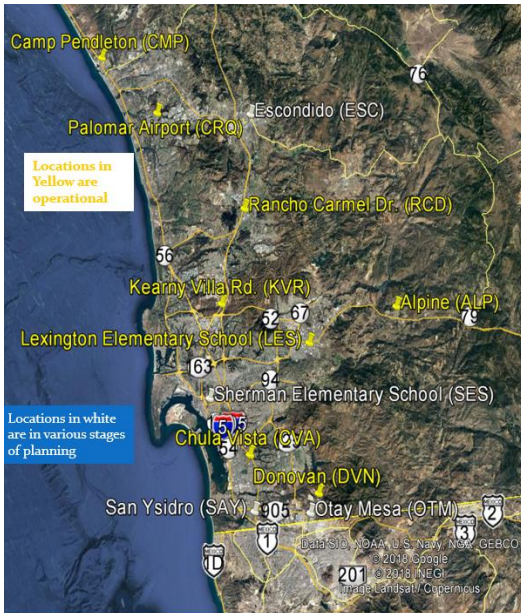 Camp Pendleton (CMP)
76
Escondido (ESC)
Palomar Airport (CRQ)
Locations in
Yellow are
operational
Rancho Carmel Dr. (RCD)
56
Kearny Villa Rd. (KVR)
Alpine (ALP)
52
67
79
Lexington Elementary School (LES)
163
94
Sherman Elementary School (SES)
Locations in white
are in various stages
of planning
54
Chula Vista (CVA)
Donovan (DVN)
San Ysidro (SAY)
905
Otay Mesa (OTM)
2
3
1
1D
Data SIO, NOAA, U.S. Navy, NGA, GEBCO
© 2018 Google
© 2018 INEGI
201
Image Landsat / Copernicus